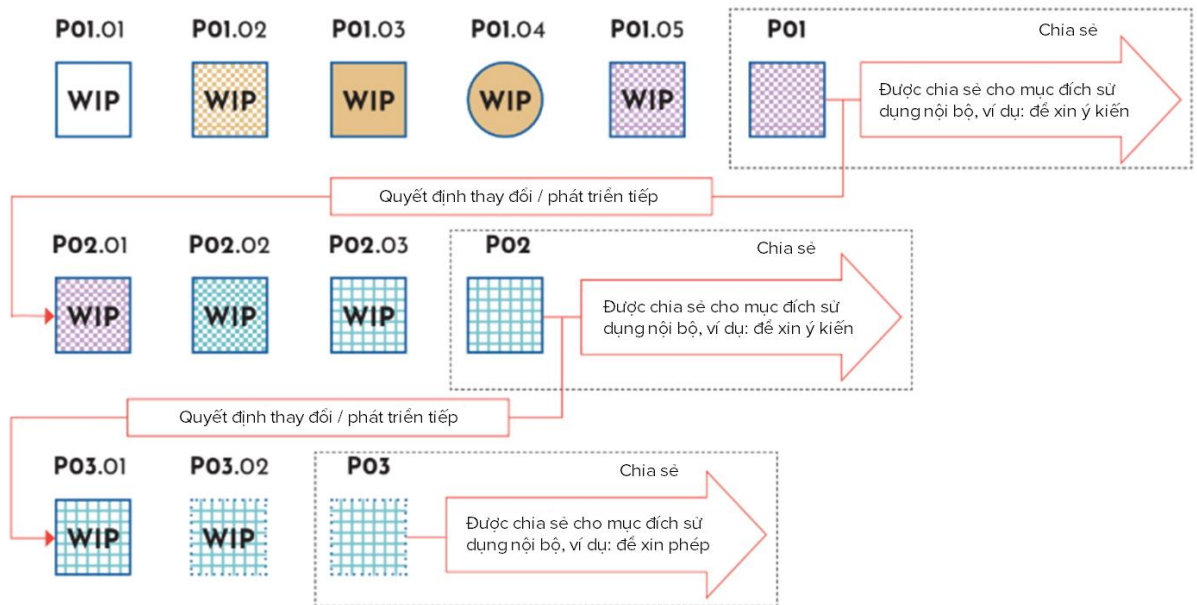 P01.01 P01.02 P01.03 P01.04 P01.05 P01 Chia sẻ
WIP WIP WIP WIP WIP
Được chia sẻ cho mục đích sử
dụng nội bộ, ví dụ: để xin ý kiến
Quyết định thay đổi / phát triển tiếp
P02.01 P02.02 P02.03 P02 Chia sẻ
WIP WIP WIP
Được chia sẻ cho mục đích sử
dụng nội bộ, ví dụ: để xin ý kiến
Quyết định thay đổi / phát triển tiếp
P03.01 P03.02 P03 Chia sẻ
WIP WIP
Được chia sẻ cho mục đích sử
dụng nội bộ, ví dụ: để xin phép